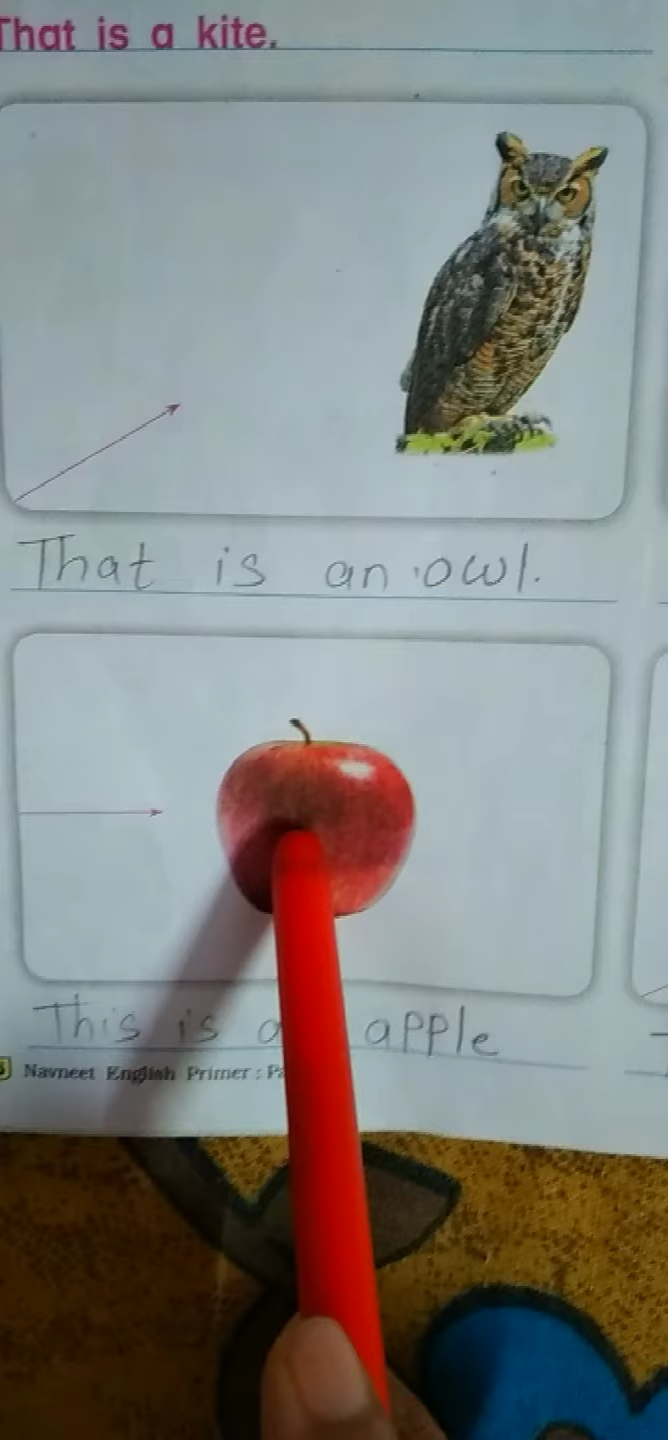 That is a kite.
That is an owl.
This is a apple
Navneet English Primer :